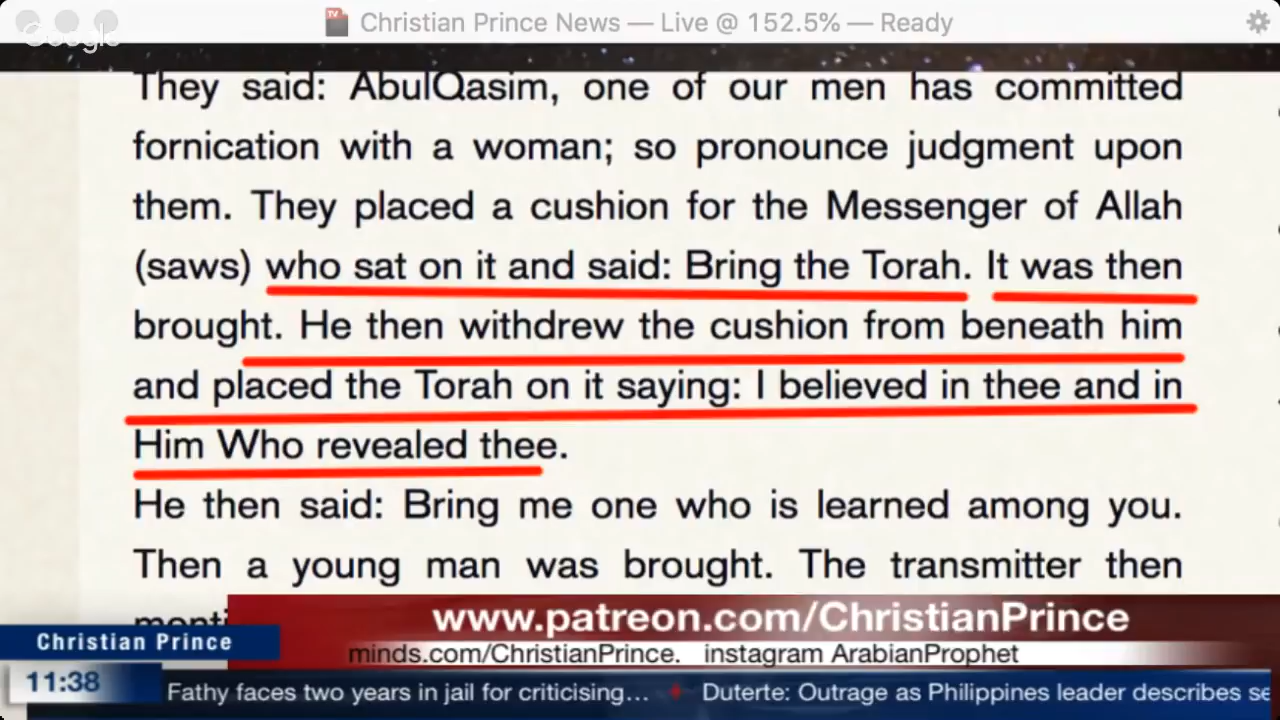 Christian Prince News — Live @ 152.5% — Ready
Google
They said: AbulQasim, one of our men has committed
fornication with a woman; so pronounce judgment upon
them. They placed a cushion for the Messenger of Allah
(saws) who sat on it and said: Bring the Torah. It was then
brought. He then withdrew the cushion from beneath him
and placed the Torah on it saying: I believed in thee and in
Him Who revealed thee.
He then said: Bring me one who is learned among you.
Then a young man was brought. The transmitter then
www.patreon.com/ChristianPrince
Christian Prince
minds.com/ChristianPrince. instagram ArabianProphet
11:38
Fathy faces two years in jail for criticising... Duterte: Outrage as Philippines leader describes